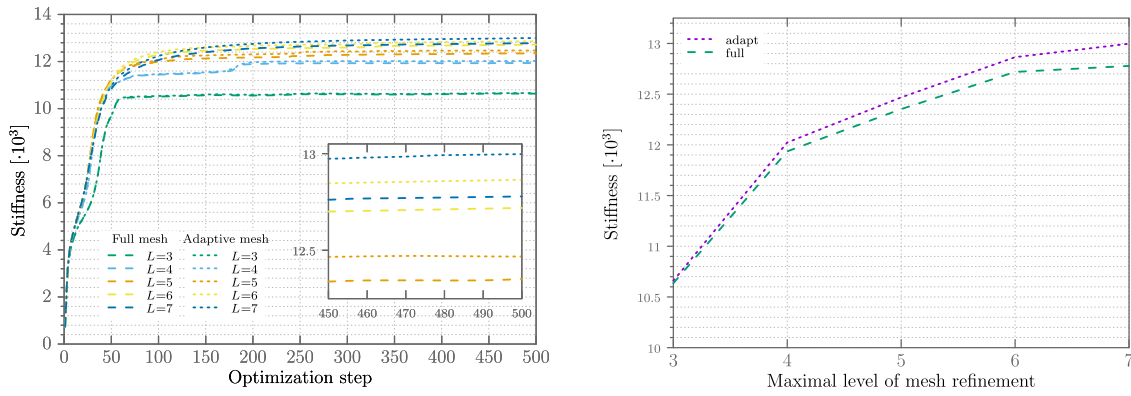 14
12
10
8
6
4
2
0
Stiffness [·10³]
Full mesh Adaptive mesh
L=3 L=3
L=4 L=4
L=5 L=5
L=6 L=6
L=7 L=7
13
12.5
450 460 470 480 490 500
0 50 100 150 200 250 300 350 400 450 500
Optimization step
13
12.5
12
11.5
11
10.5
10
Stiffness [·10³]
adapt
full
3 4 5 6 7
Maximal level of mesh refinement